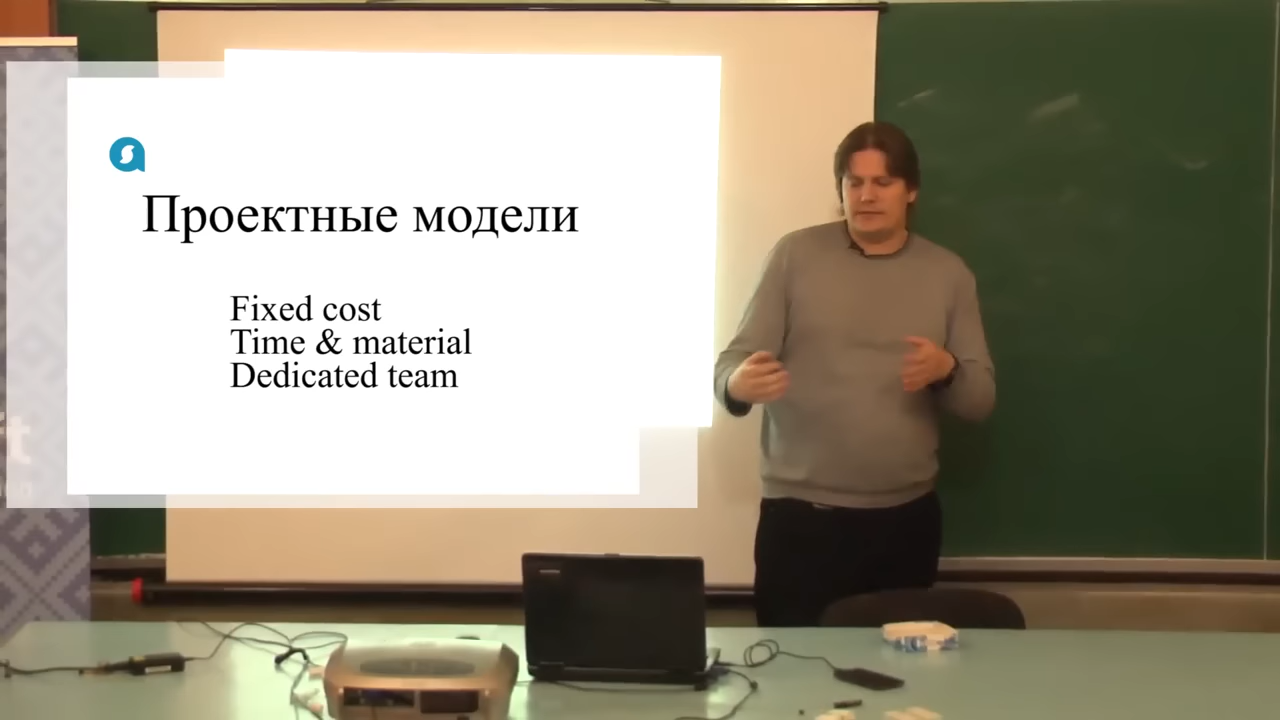 Проектные модели
Fixed cost
Time & material
Dedicated team